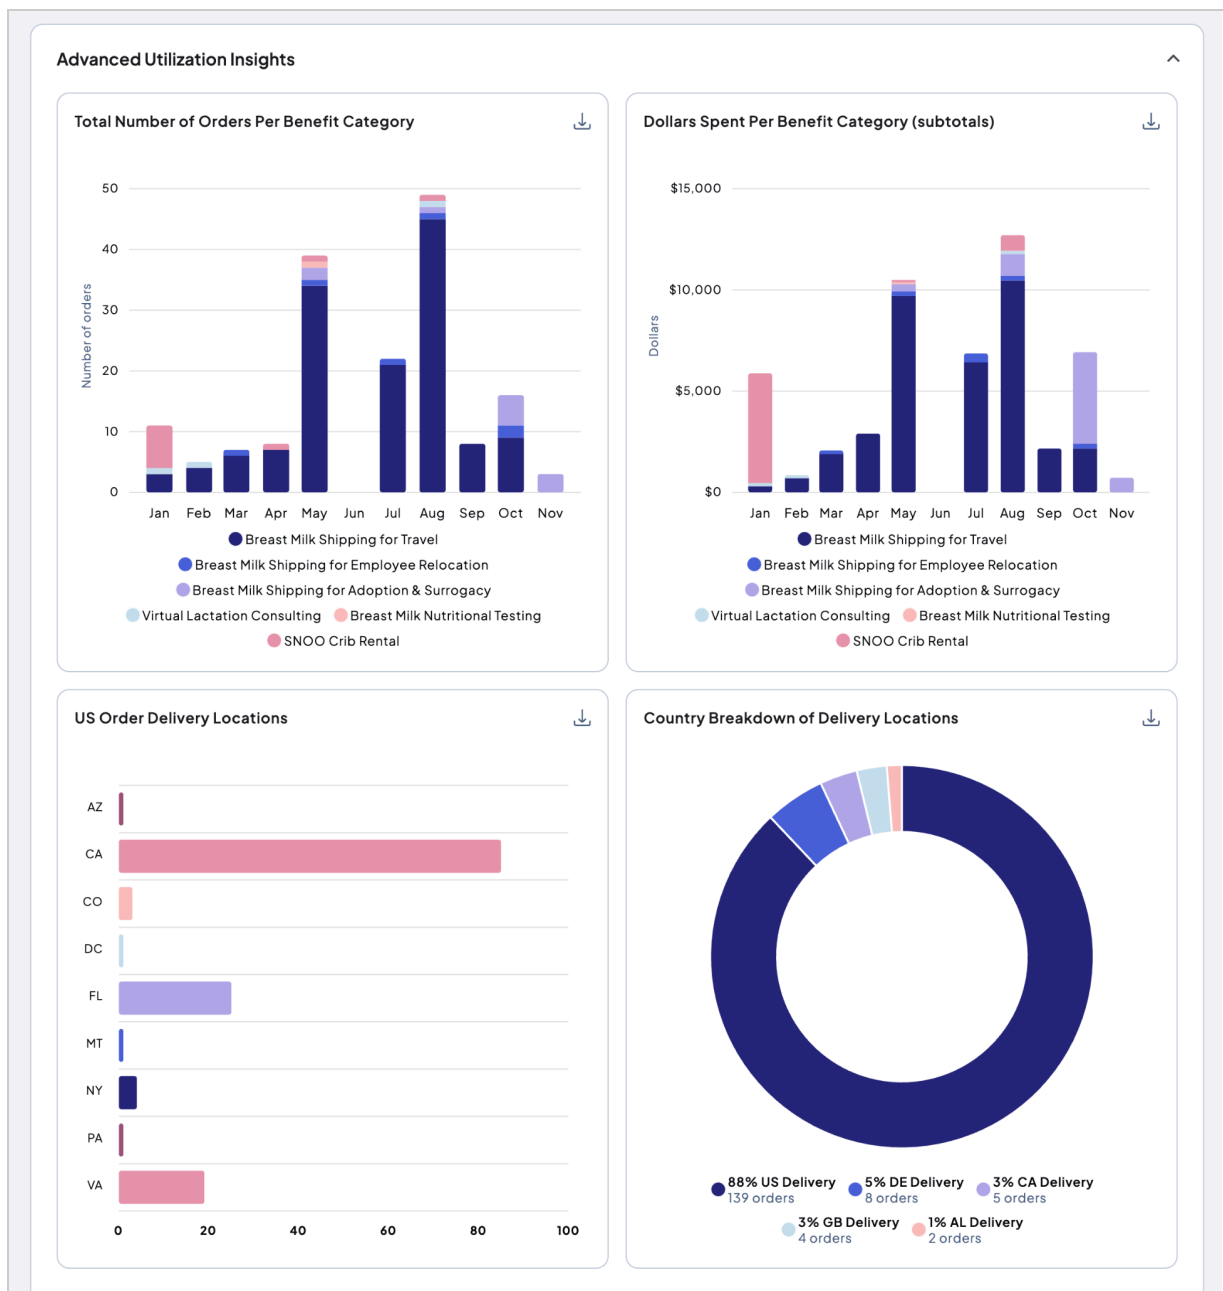 Advanced Utilization Insights
Total Number of Orders Per Benefit Category
50
40
30
20
10
0
Number of orders
Jan Feb Mar Apr May Jun Jul Aug Sep Oct Nov
Breast Milk Shipping for Travel
Breast Milk Shipping for Employee Relocation
Breast Milk Shipping for Adoption & Surrogacy
Virtual Lactation Consulting Breast Milk Nutritional Testing
SNOO Crib Rental
Dollars Spent Per Benefit Category (subtotals)
$15,000
$10,000
$5,000
$0
Dollars
Jan Feb Mar Apr May Jun Jul Aug Sep Oct Nov
Breast Milk Shipping for Travel
Breast Milk Shipping for Employee Relocation
Breast Milk Shipping for Adoption & Surrogacy
Virtual Lactation Consulting Breast Milk Nutritional Testing
SNOO Crib Rental
US Order Delivery Locations
AZ
CA
CO
DC
FL
MT
NY
PA
VA
0 20 40 60 80 100
Country Breakdown of Delivery Locations
88% US Delivery 5% DE Delivery 3% CA Delivery
139 orders 8 orders 5 orders
3% GB Delivery 1% AL Delivery
4 orders 2 orders